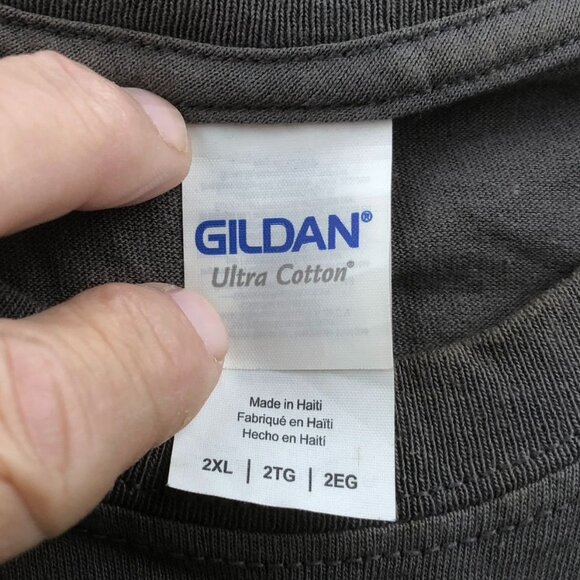 GILDAN®
Ultra Cotton®
Made in Haiti
Fabriqué en Haïti
Hecho en Haití
2XL | 2TG | 2EG